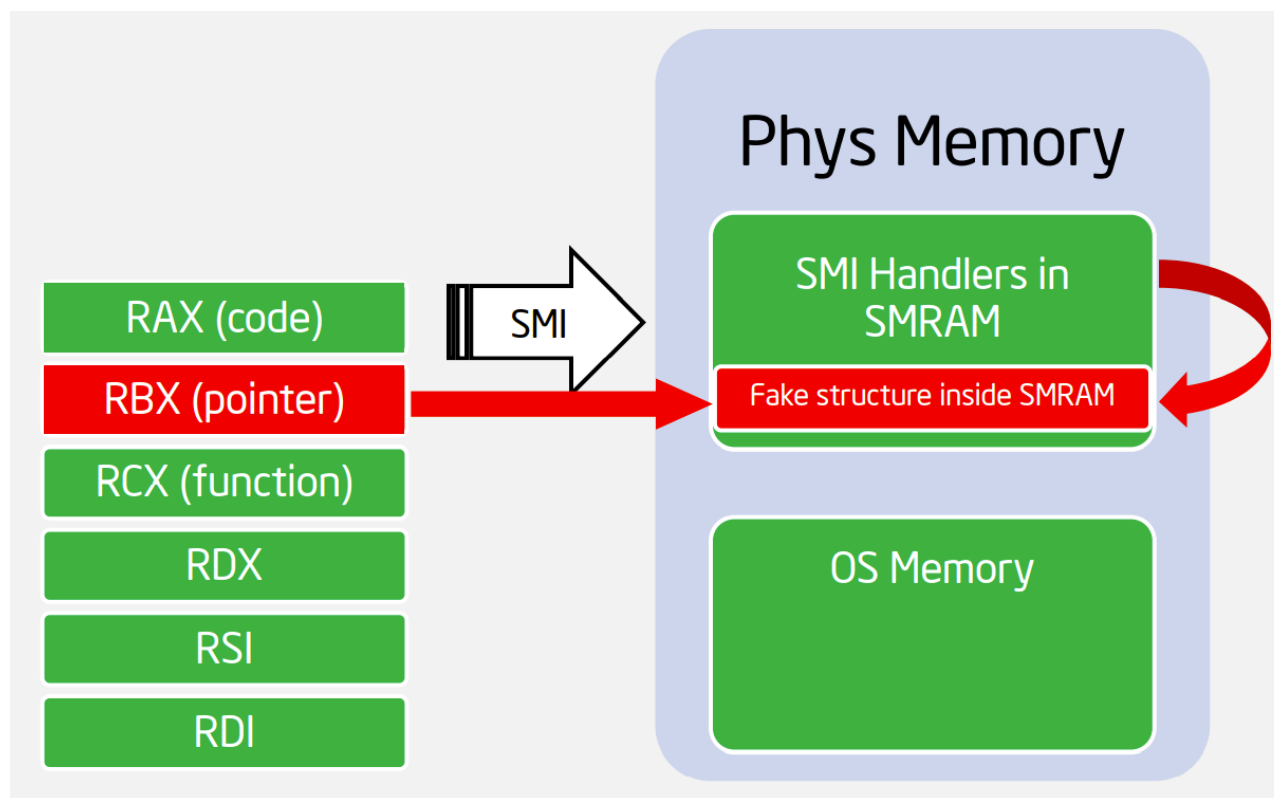 Phys Memory
SMI Handlers in
SMRAM
Fake structure inside SMRAM
OS Memory
SMI
RAX (code)
RBX (pointer)
RCX (function)
RDX
RSI
RDI